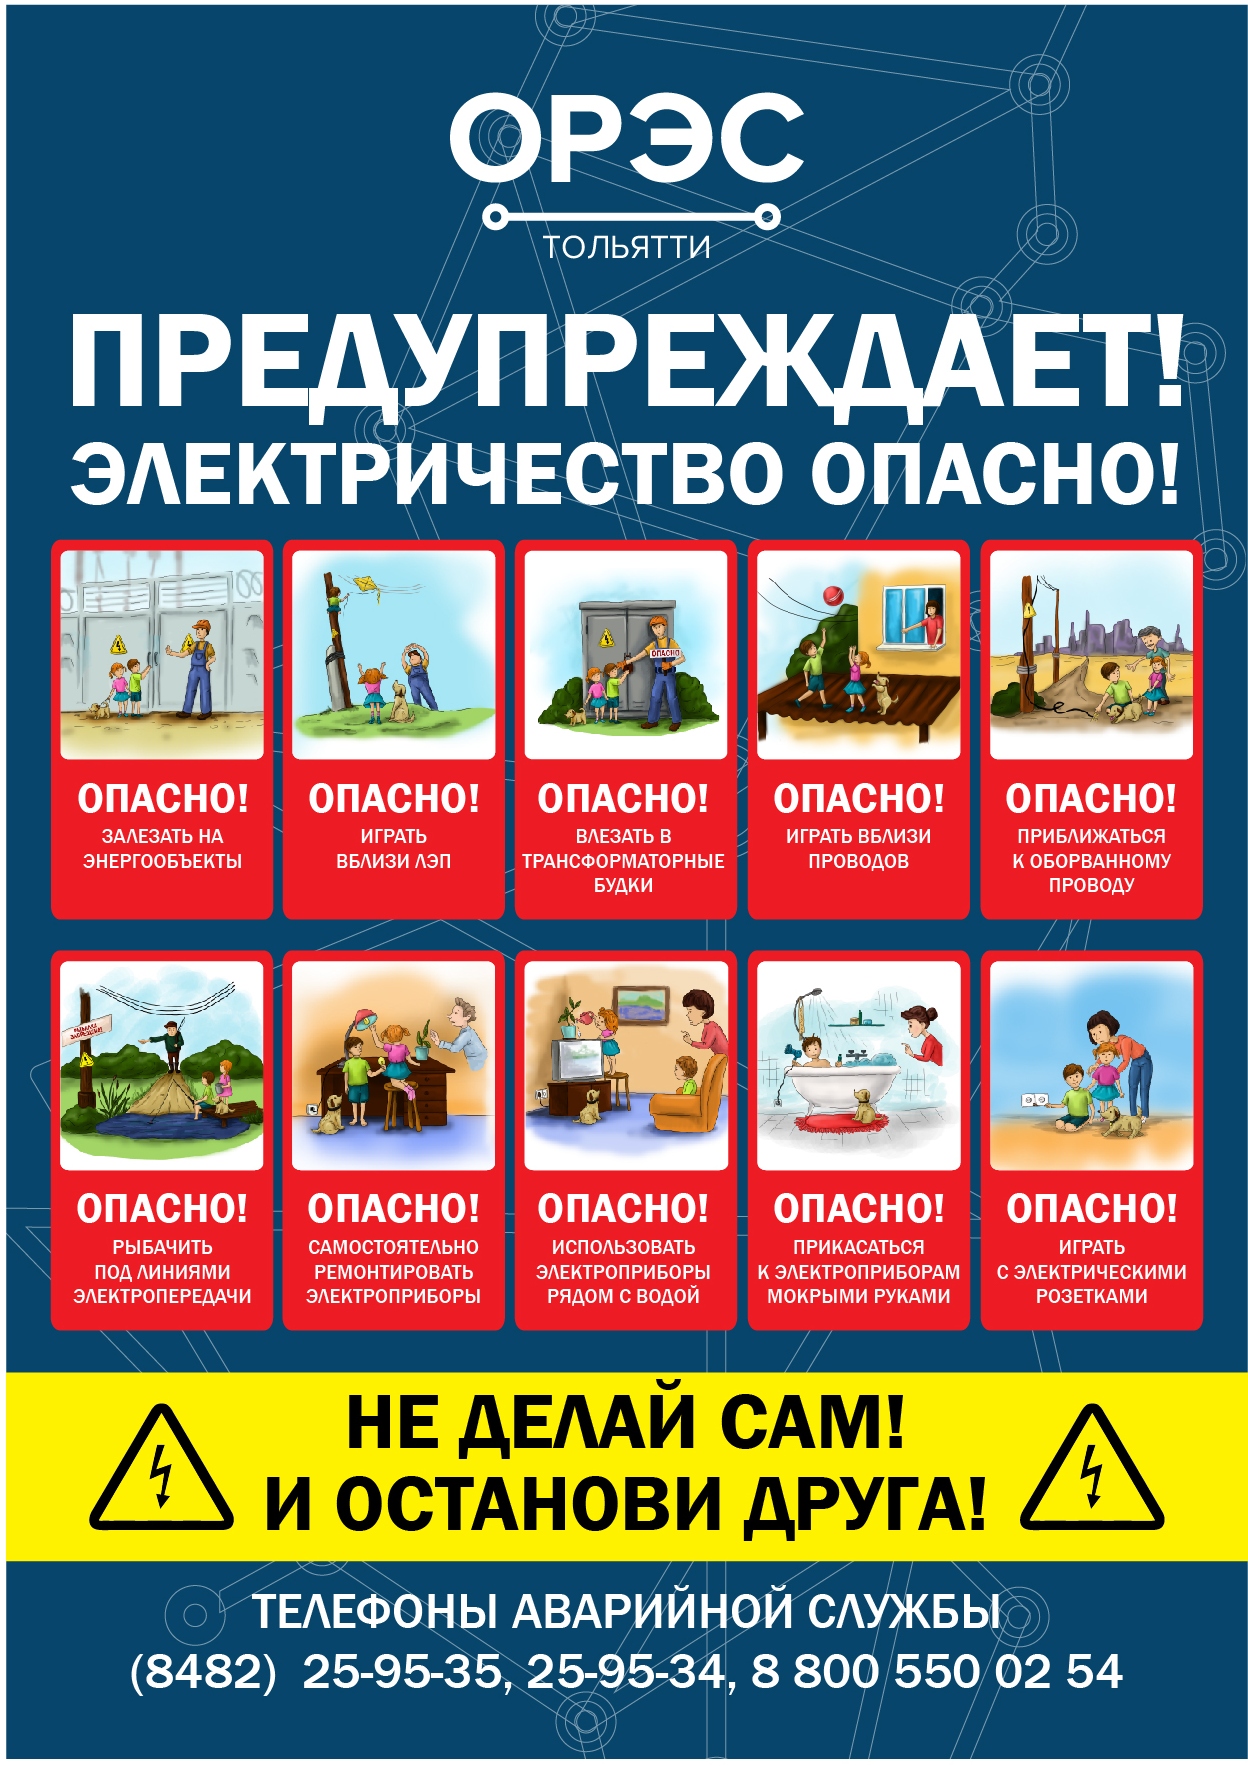 ОРЭС
ТОЛЬЯТТИ
ПРЕДУПРЕЖДАЕТ!
ЭЛЕКТРИЧЕСТВО ОПАСНО!
ОПАСНО
ОПАСНО!
ЗАЛЕЗАТЬ НА
ЭНЕРГООБЪЕКТЫ
ОПАСНО!
ИГРАТЬ
ВБЛИЗИ ЛЭП
ОПАСНО!
ВЛЕЗАТЬ В
ТРАНСФОРМАТОРНЫЕ
БУДКИ
ОПАСНО!
ИГРАТЬ ВБЛИЗИ
ПРОВОДОВ
ОПАСНО!
ПРИБЛИЖАТЬСЯ
К ОБОРВАННОМУ
ПРОВОДУ
ОПАСНО!
РЫБАЧИТЬ
ПОД ЛИНИЯМИ
ЭЛЕКТРОПЕРЕДАЧИ
ОПАСНО!
САМОСТОЯТЕЛЬНО
РЕМОНТИРОВАТЬ
ЭЛЕКТРОПРИБОРЫ
ОПАСНО!
ИСПОЛЬЗОВАТЬ
ЭЛЕКТРОПРИБОРЫ
РЯДОМ С ВОДОЙ
ОПАСНО!
ПРИКАСАТЬСЯ
К ЭЛЕКТРОПРИБОРАМ
МОКРЫМИ РУКАМИ
ОПАСНО!
ИГРАТЬ
С ЭЛЕКТРИЧЕСКИМИ
РОЗЕТКАМИ
НЕ ДЕЛАЙ САМ!
И ОСТАНОВИ ДРУГА!
ТЕЛЕФОНЫ АВАРИЙНОЙ СЛУЖБЫ
(8482) 25-95-35, 25-95-34, 8 800 550 02 54